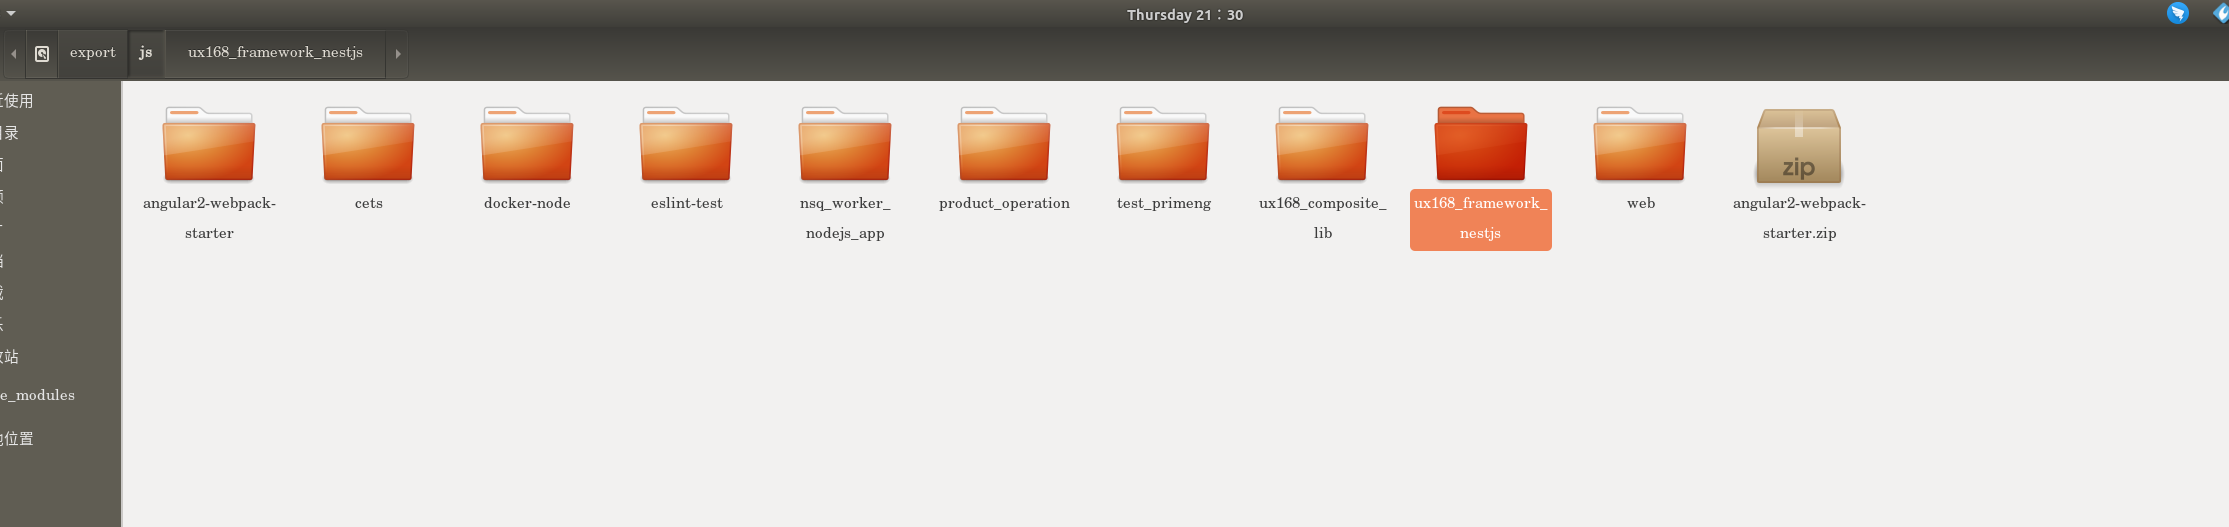 Thursday 21：30
export
js
ux168_framework_nestjs
使用
录
站
e_modules
位置
angular2-webpack-
starter
cets
docker-node
eslint-test
nsq_worker_
nodejs_app
product_operation
test_primeng
ux168_composite_
lib
ux168_framework_
nestjs
web
zip
angular2-webpack-
starter.zip